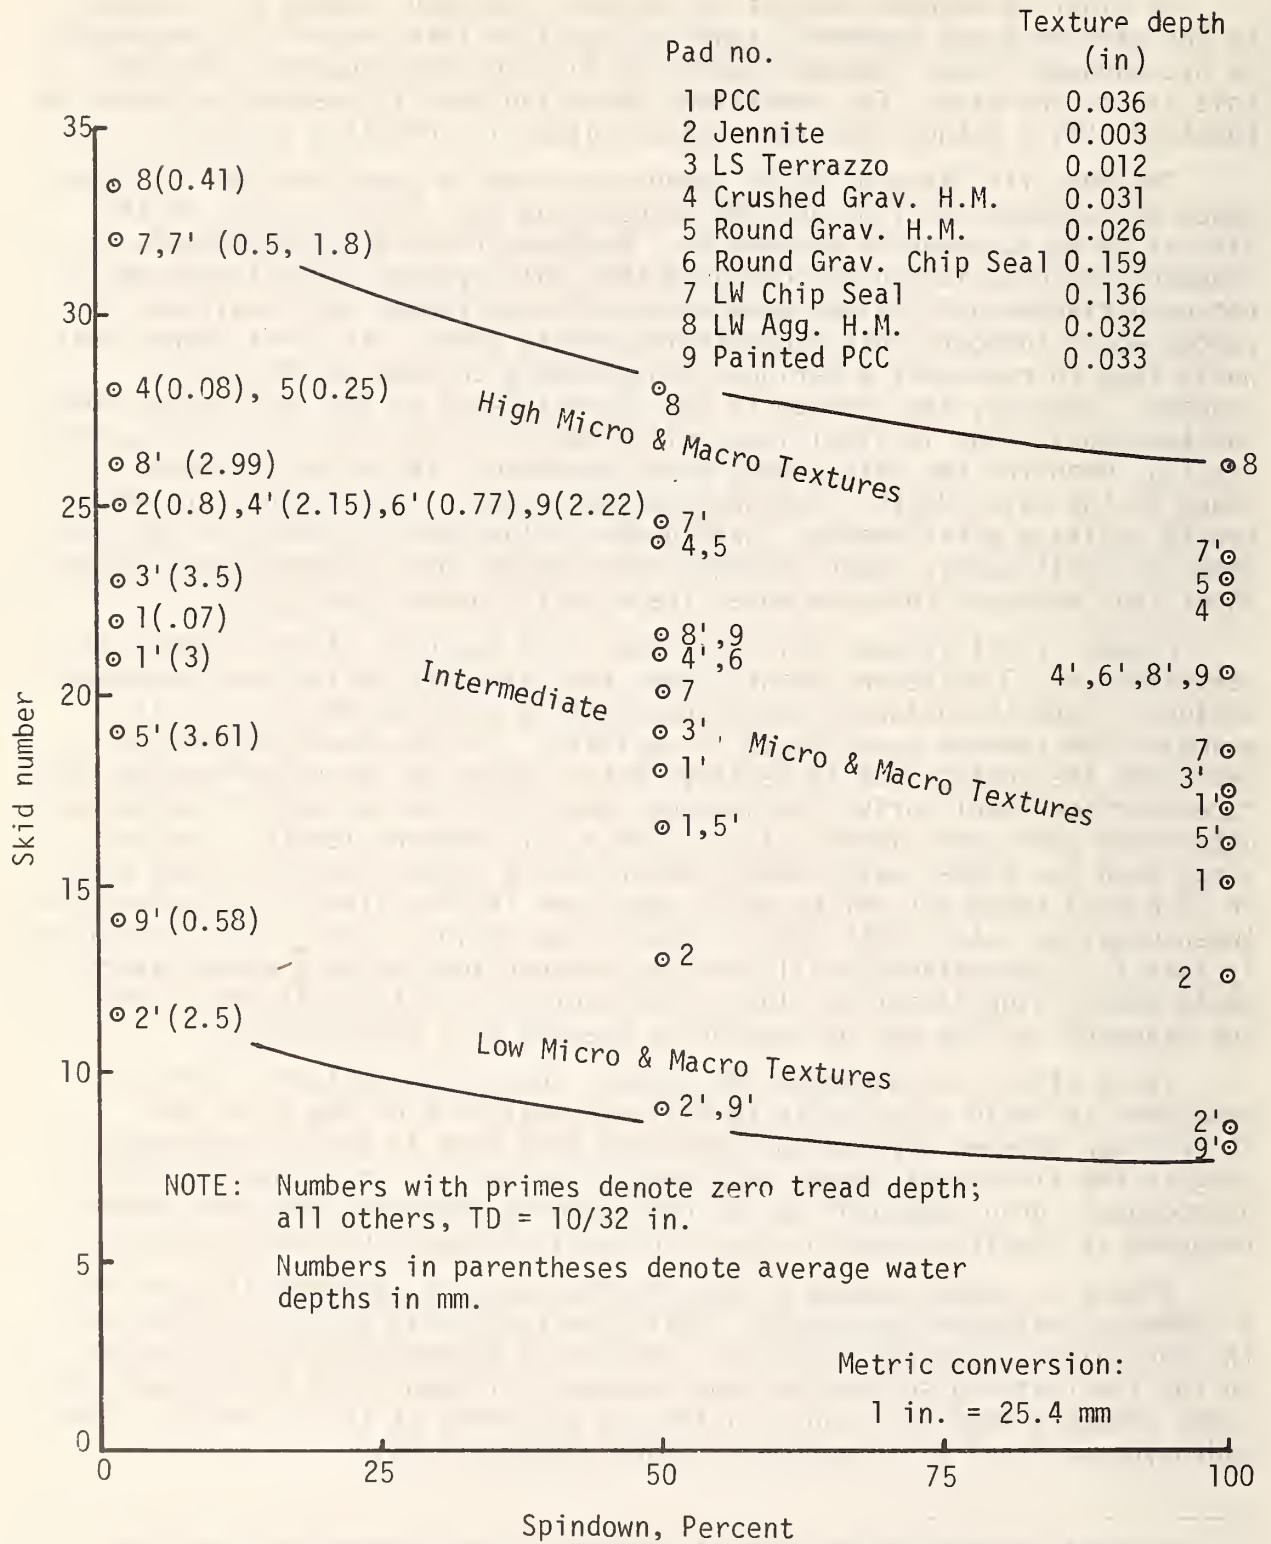 Texture depth
Pad no. (in)
1 PCC 0.036
2 Jennite 0.003
3 LS Terrazzo 0.012
4 Crushed Grav. H.M. 0.031
5 Round Grav. H.M. 0.026
6 Round Grav. Chip Seal 0.159
7 LW Chip Seal 0.136
8 LW Agg. H.M. 0.032
9 Painted PCC 0.033
35
8(0.41)
7,7' (0.5, 1.8)
30
4(0.08), 5(0.25)
8
High Micro & Macro Textures
8' (2.99)
8
25
2(0.8),4'(2.15),6'(0.77),9(2.22)
7'
4,5
7'
5
4
3'(3.5)
1(.07)
1'(3)
8',9
4',6
Intermediate
4',6',8',9
20
7
5'(3.61)
3'
Micro & Macro Textures
7
1'
3'
1'
1,5'
5'
15
1
9'(0.58)
2
2
2'(2.5)
10
Low Micro & Macro Textures
2',9'
2'
9'
NOTE: Numbers with primes denote zero tread depth;
all others, TD = 10/32 in.
5
Numbers in parentheses denote average water
depths in mm.
Metric conversion:
1 in. = 25.4 mm
0
0 25 50 75 100
Spindown, Percent
Skid number